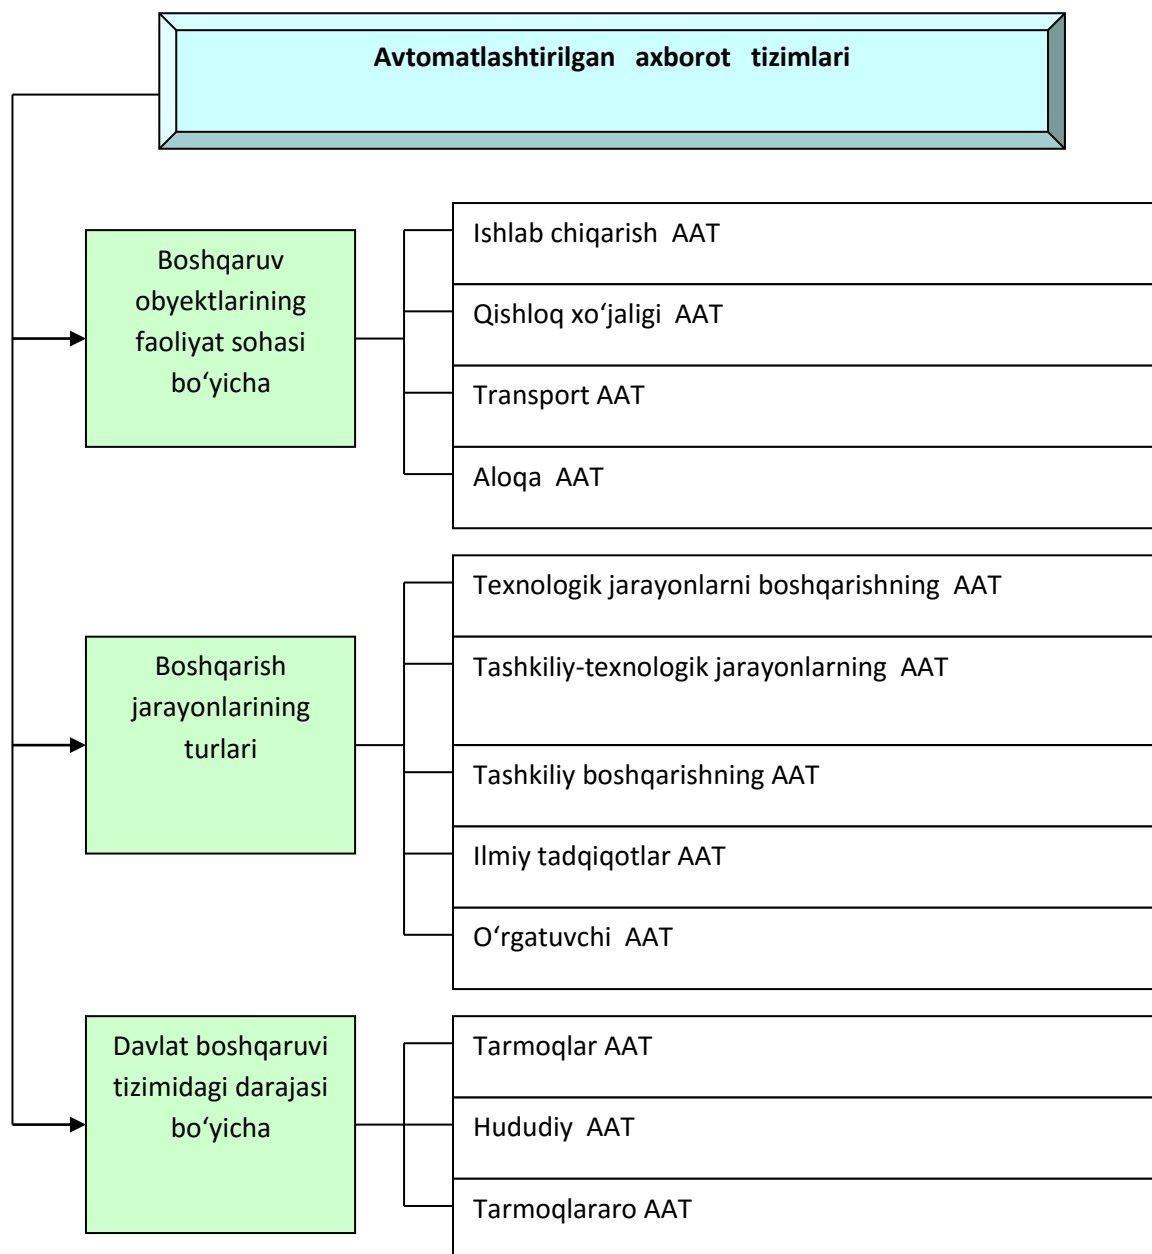 Avtomatlashtirilgan axborot tizimlari
Boshqaruv
obyektlarining
faoliyat sohasi
bo‘yicha
Ishlab chiqarish AAT
Qishloq xo‘jaligi AAT
Transport AAT
Aloqa AAT
Boshqarish
jarayonlarining
turlari
Texnologik jarayonlarni boshqarishning AAT
Tashkiliy-texnologik jarayonlarning AAT
Tashkiliy boshqarishning AAT
Ilmiy tadqiqotlar AAT
O‘rgatuvchi AAT
Davlat boshqaruvi
tizimidagi darajasi
bo‘yicha
Tarmoqlar AAT
Hududiy AAT
Tarmoqlararo AAT